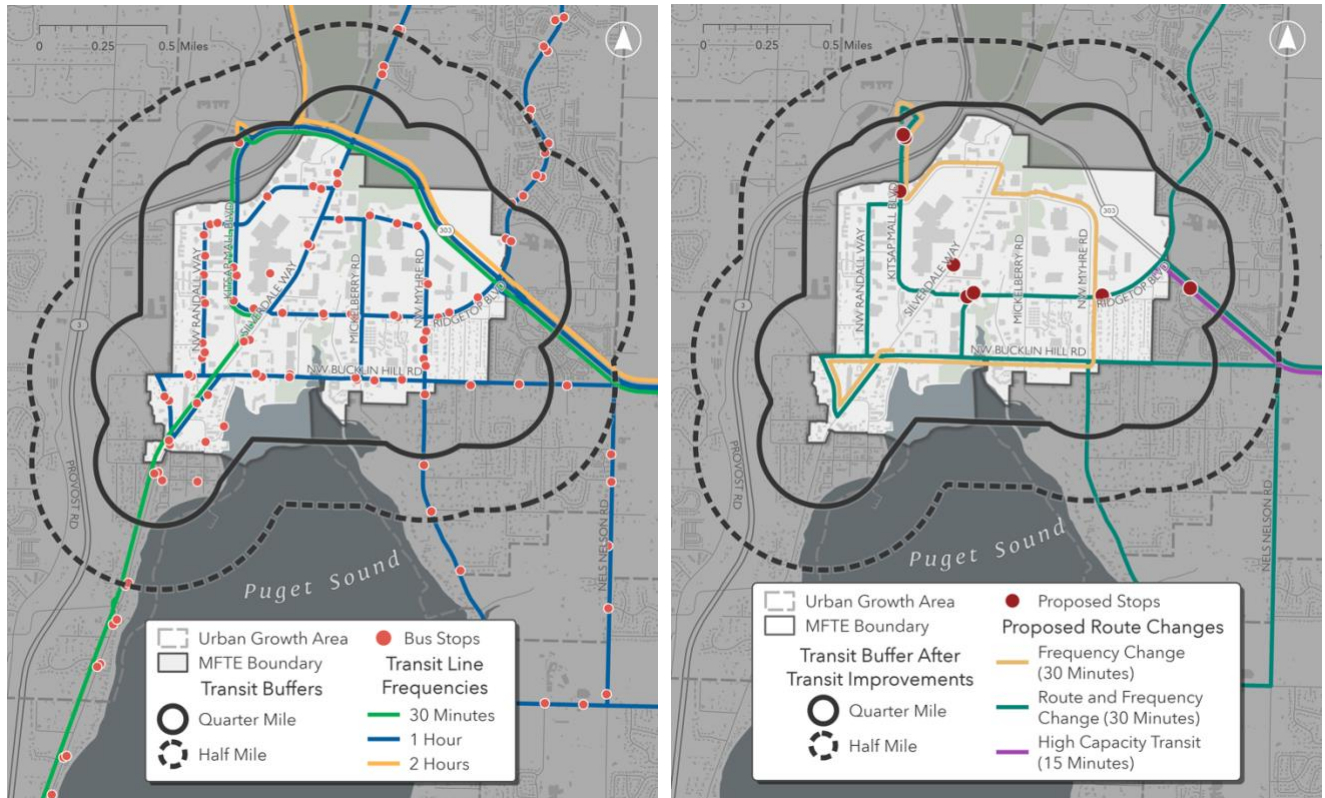 0 0.25 0.5 Miles
303
3
KITSAP MALL BLVD
NW RANDALL WAY
SILVERDALE WAY
MICKELBERRY RD
NW MYHRE RD
RIDGETOP BLVD
NW BUCKLIN HILL RD
PROVOST RD
NELS NELSON RD
Puget Sound
Urban Growth Area
MFTE Boundary
Transit Buffers
Quarter Mile
Half Mile
Bus Stops
Transit Line
Frequencies
30 Minutes
1 Hour
2 Hours
0 0.25 0.5 Miles
303
3
KITSAP MALL BLVD
NW RANDALL WAY
SILVERDALE WAY
MICKELBERRY RD
NW MYHRE RD
RIDGETOP BLVD
NW BUCKLIN HILL RD
PROVOST RD
NELS NELSON RD
Puget Sound
Urban Growth Area
MFTE Boundary
Transit Buffer After
Transit Improvements
Quarter Mile
Half Mile
Proposed Stops
Proposed Route Changes
Frequency Change
(30 Minutes)
Route and Frequency
Change (30 Minutes)
High Capacity Transit
(15 Minutes)